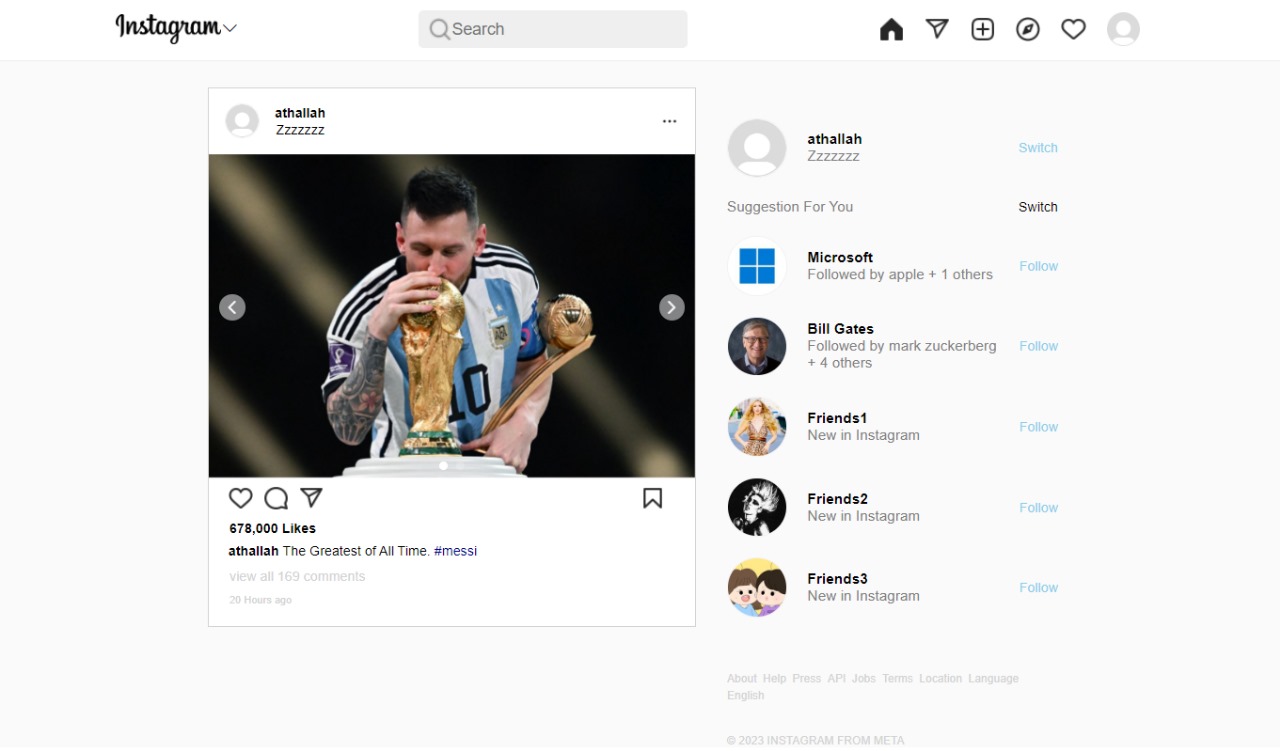 Instagram
Search
athallah
Zzzzzzz
10
678,000 Likes
athallah The Greatest of All Time. #messi
view all 169 comments
20 Hours ago
athallah
Zzzzzzz
Switch
Suggestion For You
Switch
Microsoft
Followed by apple + 1 others
Follow
Bill Gates
Followed by mark zuckerberg
+ 4 others
Follow
Friends1
New in Instagram
Follow
Friends2
New in Instagram
Follow
Friends3
New in Instagram
Follow
About Help Press API Jobs Terms Location Language
English
© 2023 INSTAGRAM FROM META